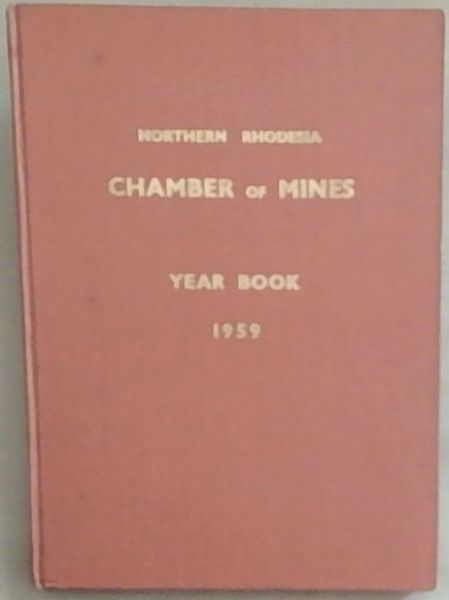 NORTHERN RHODESIA
CHAMBER OF MINES
YEAR BOOK
1959